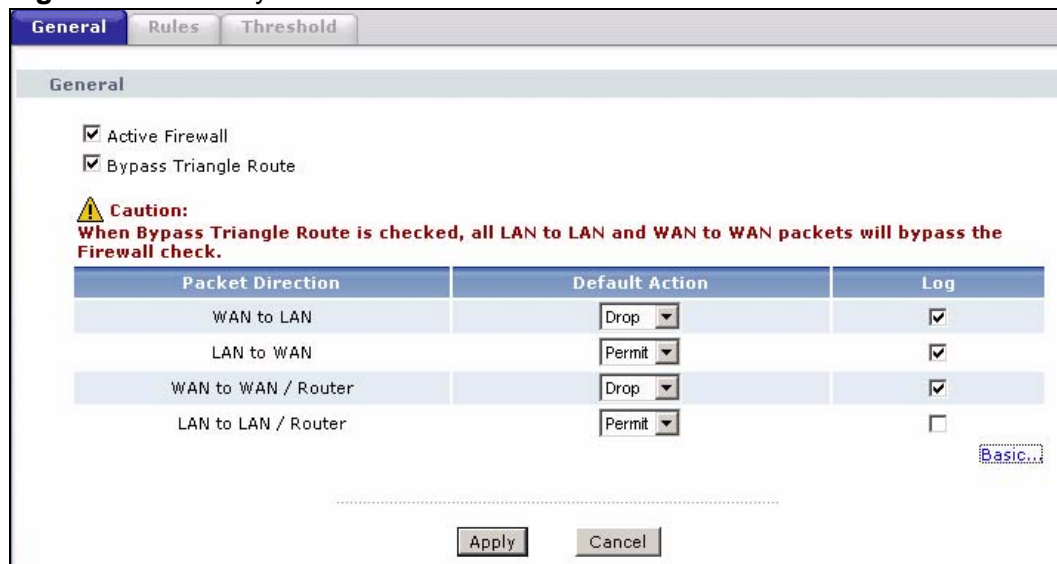 General Rules Threshold
General
Active Firewall
Bypass Triangle Route
Caution:
When Bypass Triangle Route is checked, all LAN to LAN and WAN to WAN packets will bypass the
Firewall check.
Packet Direction Default Action Log
WAN to LAN Drop
LAN to WAN Permit
WAN to WAN / Router Drop
LAN to LAN / Router Permit
Basic...
Apply Cancel